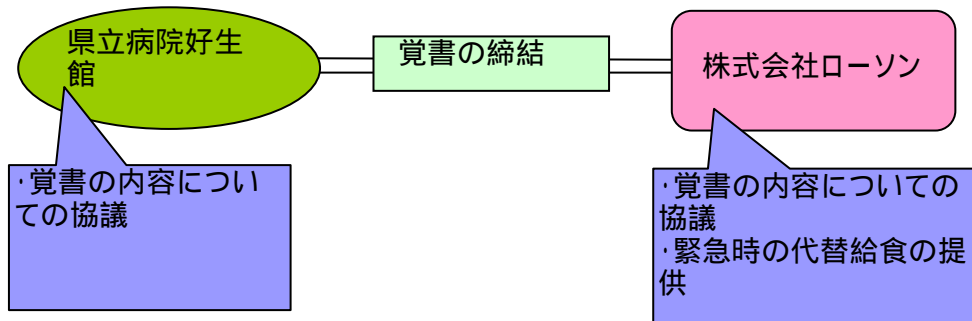 県立病院好生
館
覚書の締結
株式会社ローソン
·覚書の内容につい
ての協議
·覚書の内容についての
協議
·緊急時の代替給食の提
供